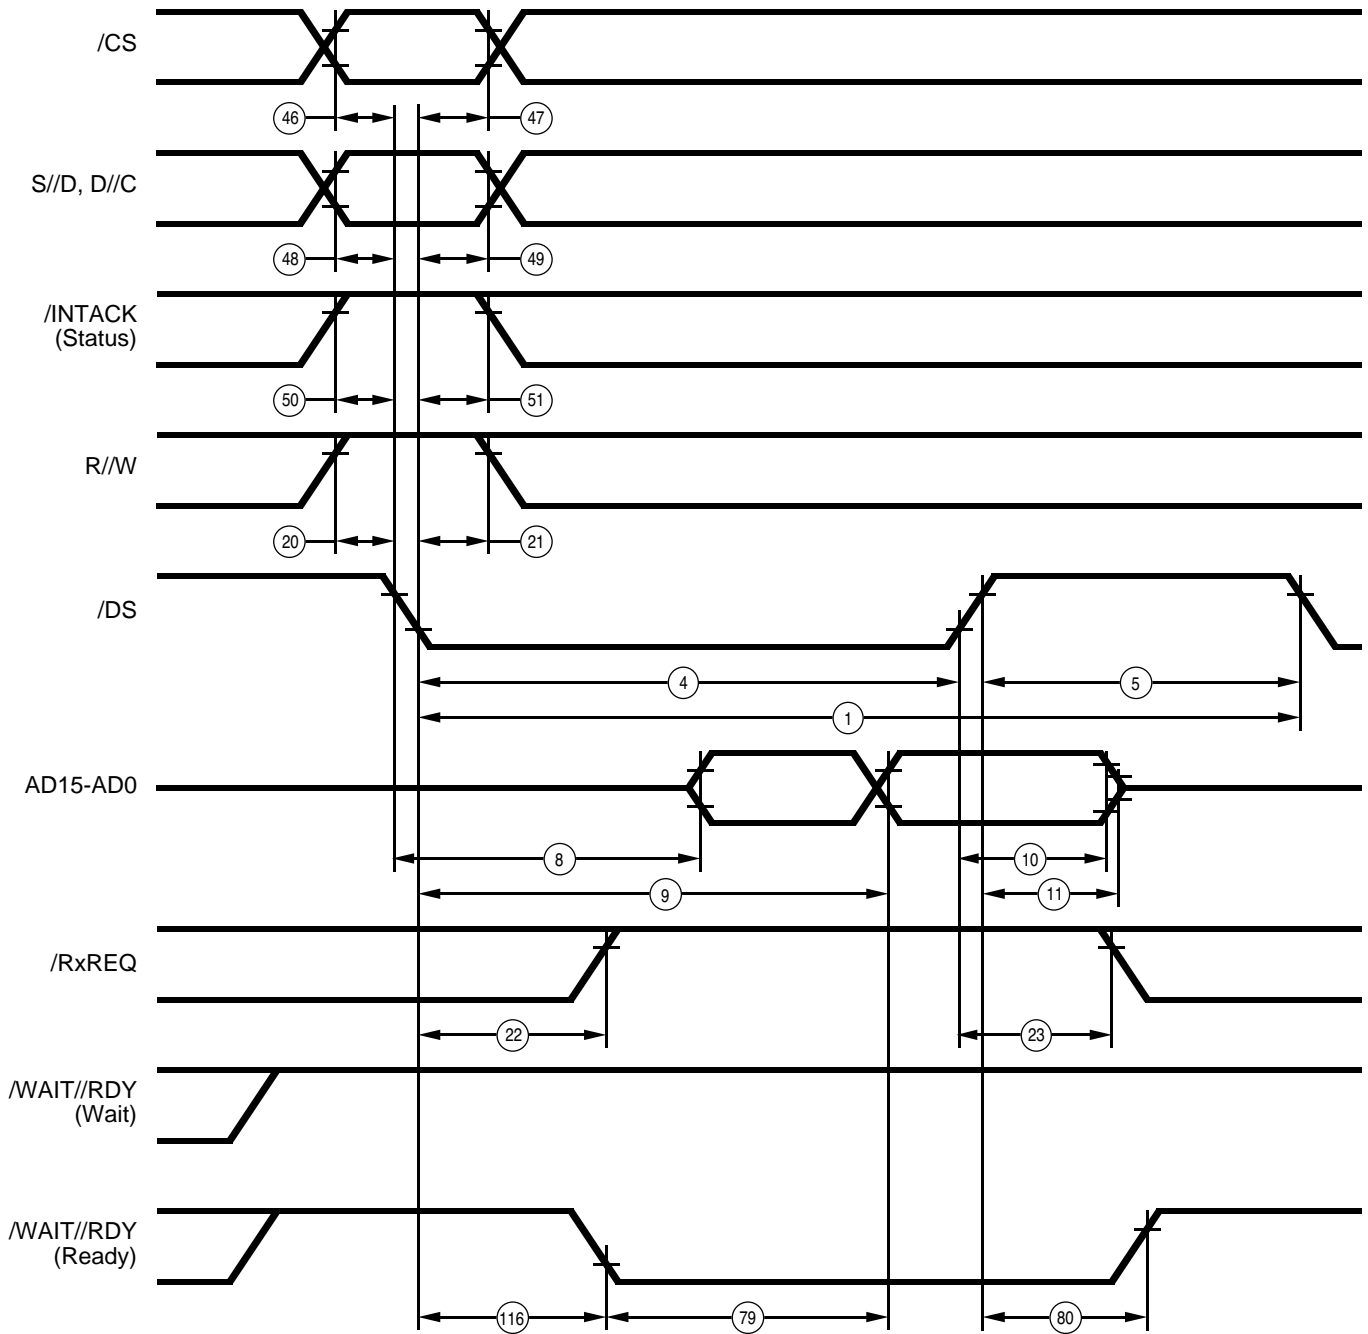 /CS
46
47
S//D, D//C
48
49
/INTACK
(Status)
50
51
R//W
20
21
/DS
4
5
1
AD15-AD0
8
10
9
11
/RxREQ
22
23
/WAIT//RDY
(Wait)
/WAIT//RDY
(Ready)
116
79
80